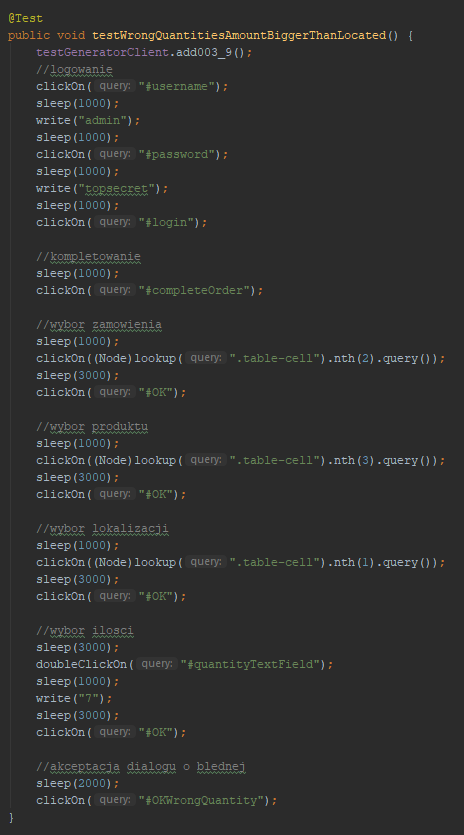 @Test
public void testWrongQuantitiesAmountBiggerThanLocated() {
    testGeneratorClient.add003_9();
    //logowanie
    clickOn( query: "#username");
    sleep(1000);
    write("admin");
    sleep(1000);
    clickOn( query: "#password");
    sleep(1000);
    write("topsecret");
    sleep(1000);
    clickOn( query: "#login");

    //kompletowanie
    sleep(1000);
    clickOn( query: "#completeOrder");

    //wybor zamowienia
    sleep(1000);
    clickOn((Node)lookup( query: ".table-cell").nth(2).query());
    sleep(3000);
    clickOn( query: "#OK");

    //wybor produktu
    sleep(1000);
    clickOn((Node)lookup( query: ".table-cell").nth(3).query());
    sleep(3000);
    clickOn( query: "#OK");

    //wybor lokalizacji
    sleep(1000);
    clickOn((Node)lookup( query: ".table-cell").nth(1).query());
    sleep(3000);
    clickOn( query: "#OK");

    //wybor ilosci
    sleep(3000);
    doubleClickOn( query: "#quantityTextField");
    sleep(1000);
    write("7");
    sleep(3000);
    clickOn( query: "#OK");

    //akceptacja dialogu o blednej
    sleep(2000);
    clickOn( query: "#OKWrongQuantity");
}